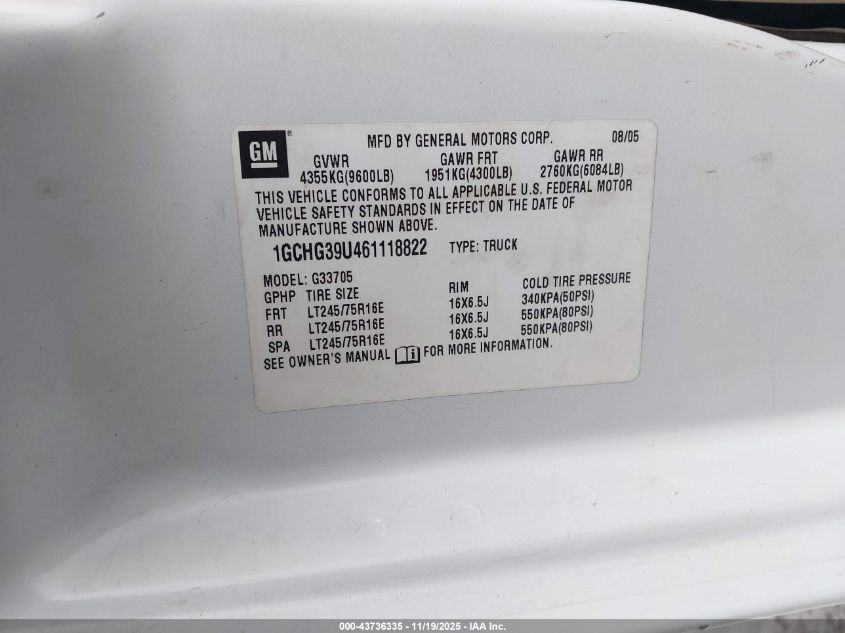 GM ®
MFD BY GENERAL MOTORS CORP. 08/05
GVWR GAWR FRT GAWR RR
4355KG(9600LB) 1951KG(4300LB) 2760KG(6084LB)
THIS VEHICLE CONFORMS TO ALL APPLICABLE U.S. FEDERAL MOTOR
VEHICLE SAFETY STANDARDS IN EFFECT ON THE DATE OF
MANUFACTURE SHOWN ABOVE.
1GCHG39U461118822 TYPE: TRUCK
MODEL: G33705
GPHP TIRE SIZE RIM COLD TIRE PRESSURE
FRT LT245/75R16E 16X6.5J 340KPA(50PSI)
RR LT245/75R16E 16X6.5J 550KPA(80PSI)
SPA LT245/75R16E 16X6.5J 550KPA(80PSI)
SEE OWNER'S MANUAL FOR MORE INFORMATION.
000-43736335 - 11/19/2025 - IAA Inc.